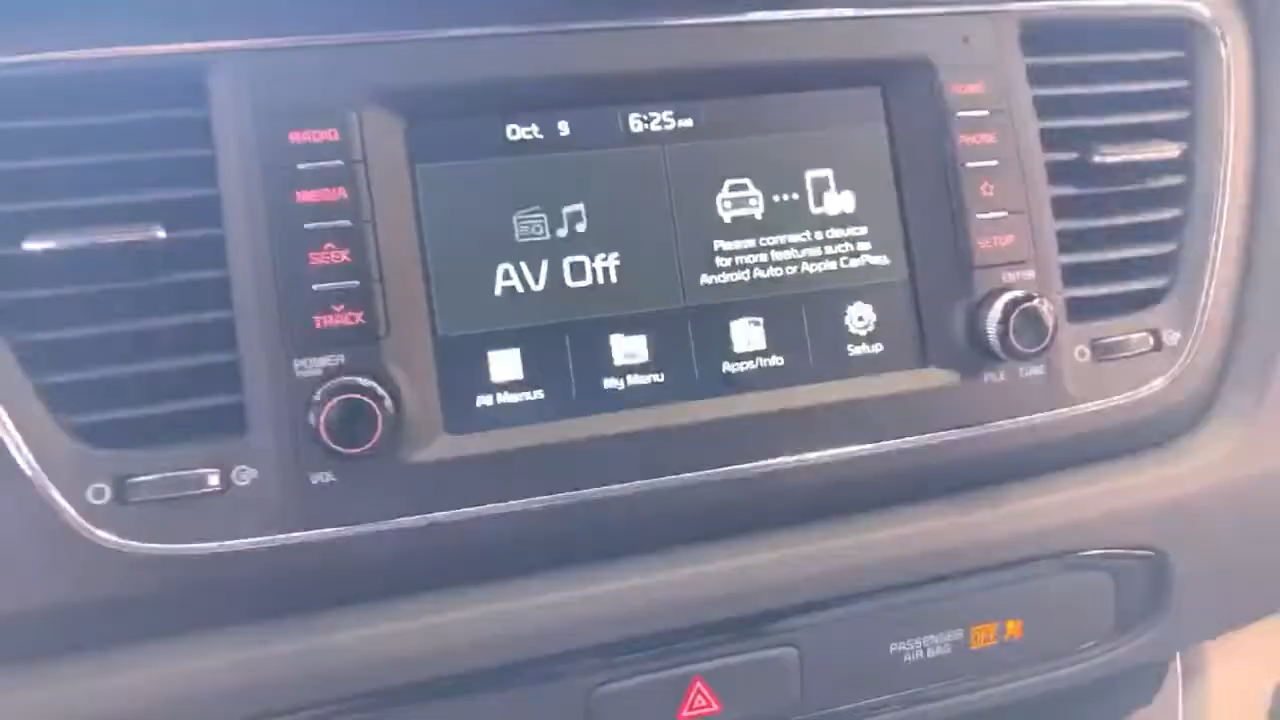 Oct. 9
6:25 AM
RADIO
MEDIA
SEEK
TRACK
POWER
VOL
AV Off
Please connect a device
for more features such as
Android Auto or Apple CarPlay.
All Menus
My Menu
Apps/Info
Setup
PHONE
SETUP
ENTER
FILE TUNE
PASSENGER
AIR BAG
OFF